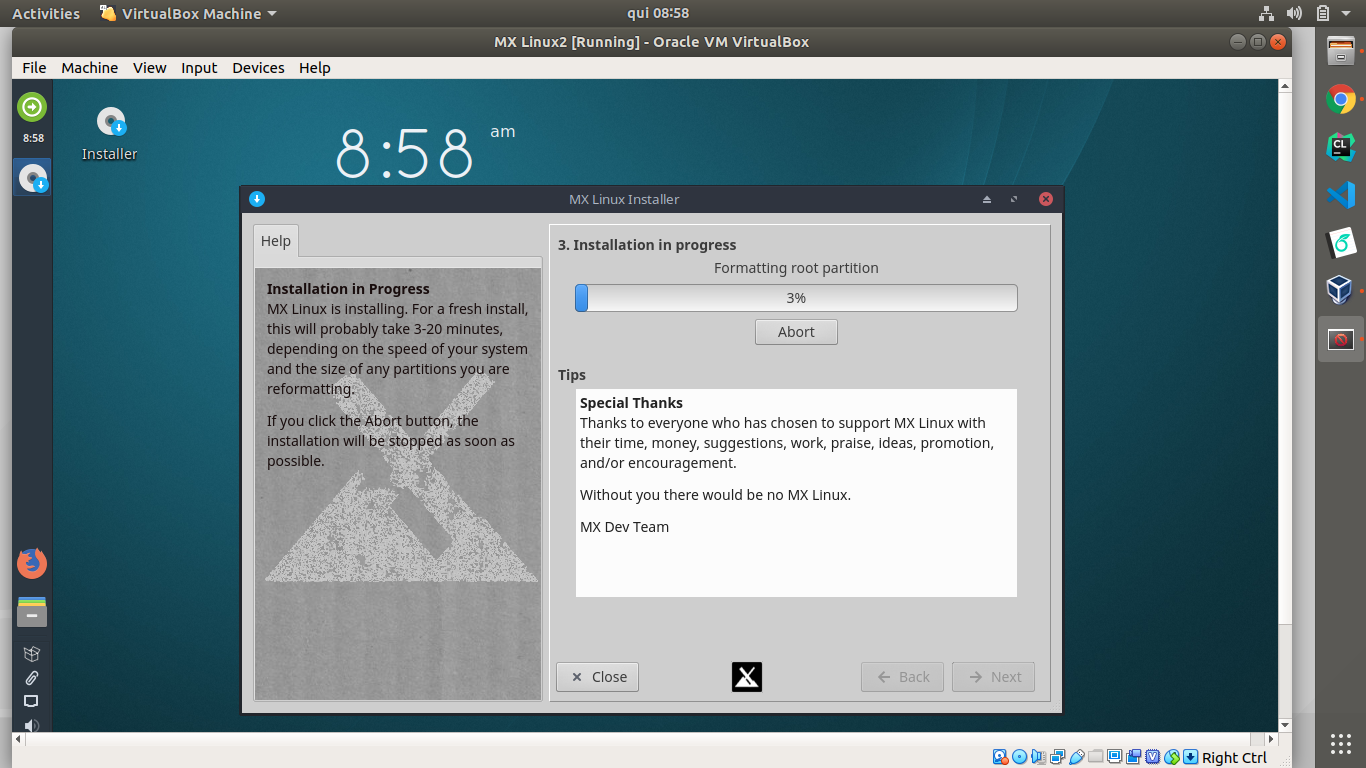 Activities
VirtualBox Machine
qui 08:58
MX Linux2 [Running] - Oracle VM VirtualBox
File Machine View Input Devices Help
8:58
Installer
8:58 am
MX Linux Installer
Help
Installation in Progress
MX Linux is installing. For a fresh install,
this will probably take 3-20 minutes,
depending on the speed of your system
and the size of any partitions you are
reformatting.
If you click the Abort button, the
installation will be stopped as soon as
possible.
3. Installation in progress
Formatting root partition
3%
Abort
Tips
Special Thanks
Thanks to everyone who has chosen to support MX Linux with
their time, money, suggestions, work, praise, ideas, promotion,
and/or encouragement.
Without you there would be no MX Linux.
MX Dev Team
Close
Back
Next
CL
Right Ctrl